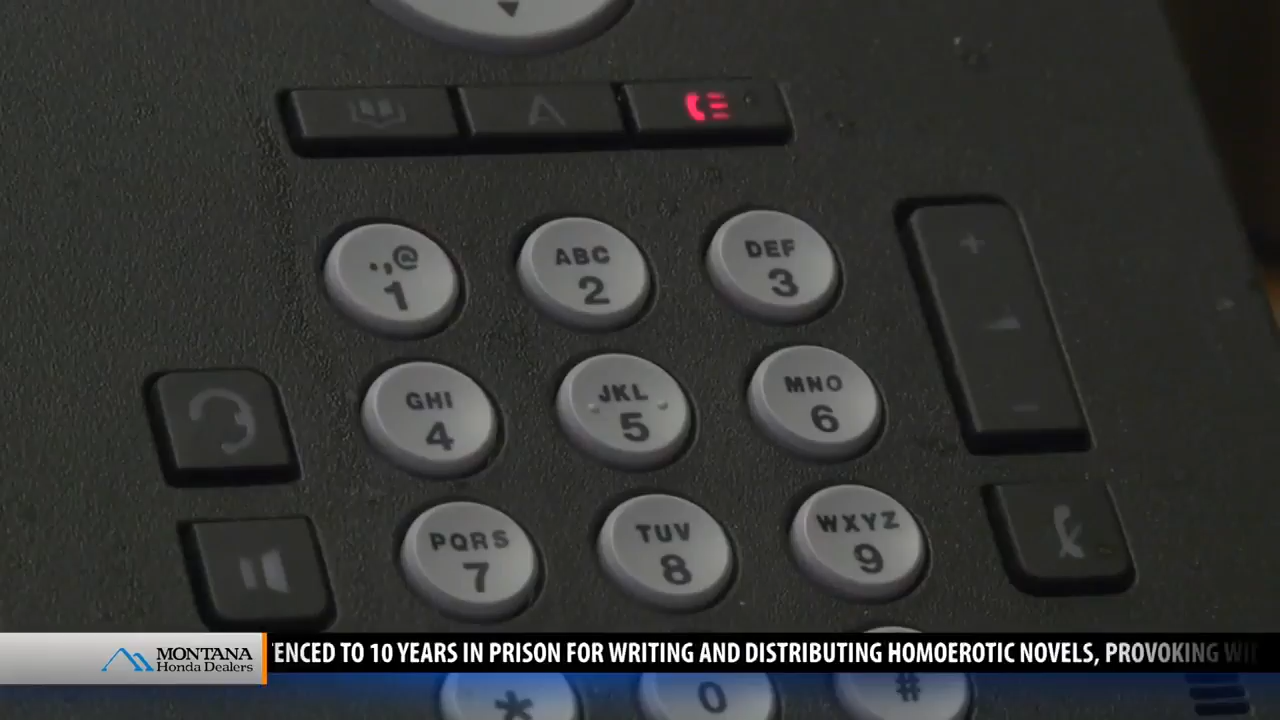 .,@
1
ABC
2
DEF
3
GHI
4
JKL
5
MNO
6
PQRS
7
TUV
8
WXYZ
9
MONTANA
Honda Dealers
ENCED TO 10 YEARS IN PRISON FOR WRITING AND DISTRIBUTING HOMOEROTIC NOVELS, PROVOKING
*
0
#